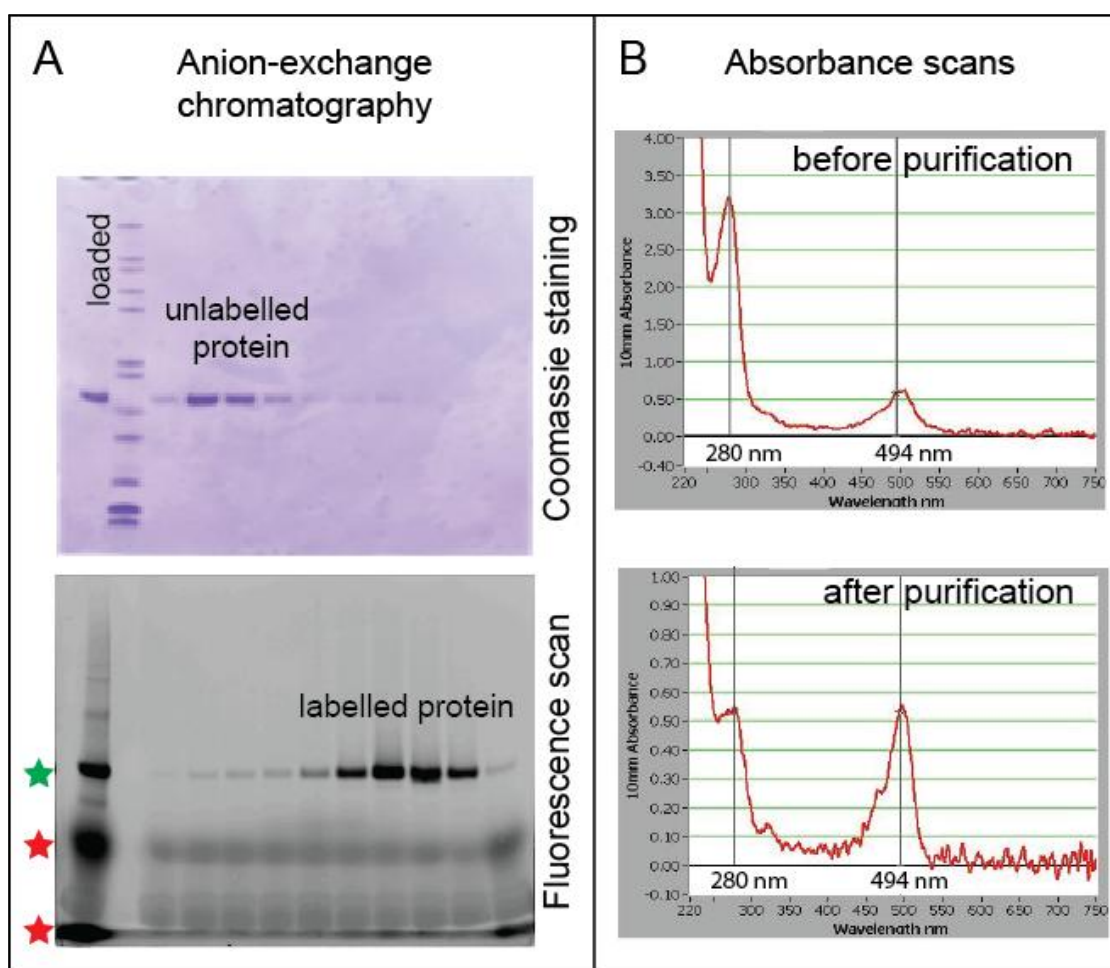 A
Anion-exchange
chromatography
loaded
unlabelled
protein
Coomassie staining
labelled protein
Fluorescence scan
B
Absorbance scans
before purification
4.00
3.50
3.00
2.50
2.00
1.50
1.00
0.50
0.00
-0.40
10mm Absorbance
280 nm
494 nm
220 300 350 400 450 500 550 600 650 700 750
Wavelength nm
after purification
1.00
0.90
0.80
0.70
0.60
0.50
0.40
0.30
0.20
0.10
0.00
-0.10
10mm Absorbance
280 nm
494 nm
220 300 350 400 450 500 550 600 650 700 750
Wavelength nm